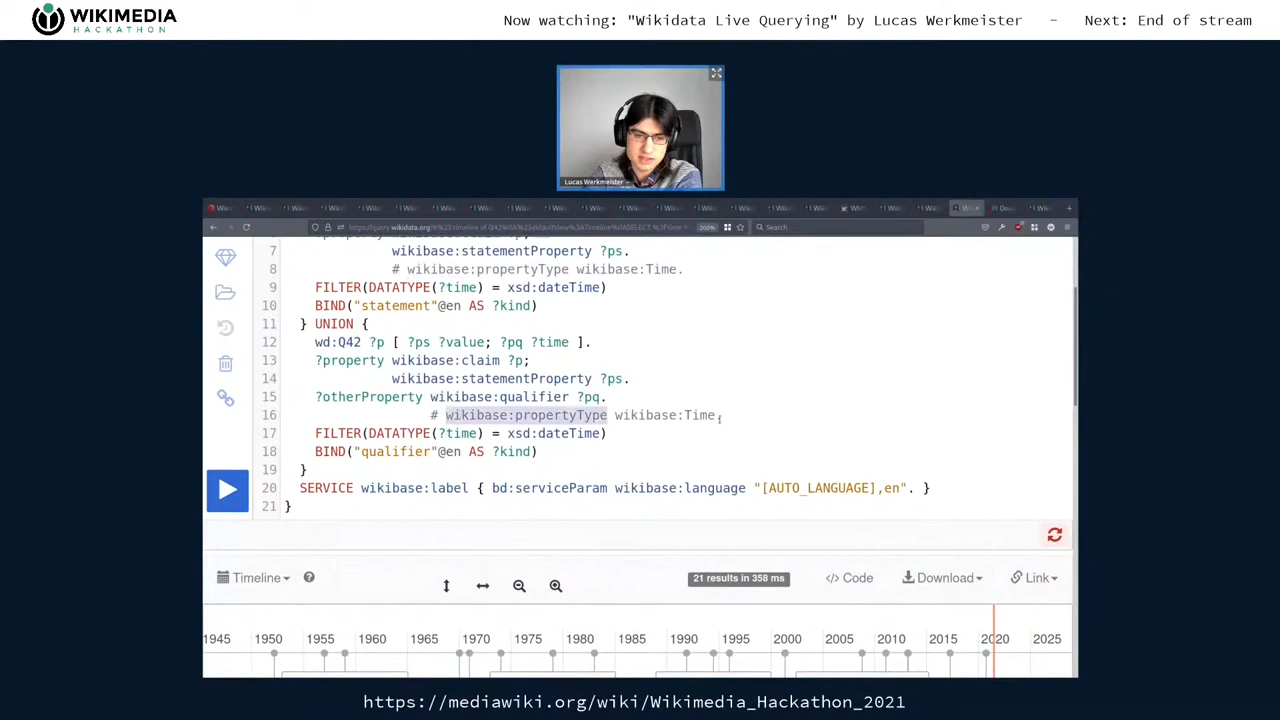 WIKIMEDIA
HACKATHON
Now watching: "Wikidata Live Querying" by Lucas Werkmeister - Next: End of stream
Lucas Werkmeister
Search
200%
7 wikibase:statementProperty ?ps.
8 # wikibase:propertyType wikibase:Time.
9 FILTER(DATATYPE(?time) = xsd:dateTime)
10 BIND("statement"@en AS ?kind)
11 } UNION {
12 wd:Q42 ?p [ ?ps ?value; ?pq ?time ].
13 ?property wikibase:claim ?p;
14 wikibase:statementProperty ?ps.
15 ?otherProperty wikibase:qualifier ?pq.
16 # wikibase:propertyType wikibase:Time.
17 FILTER(DATATYPE(?time) = xsd:dateTime)
18 BIND("qualifier"@en AS ?kind)
19 }
20 SERVICE wikibase:label { bd:serviceParam wikibase:language "[AUTO_LANGUAGE],en". }
21 }
Timeline
21 results in 358 ms
</> Code
Download
Link
1945 1950 1955 1960 1965 1970 1975 1980 1985 1990 1995 2000 2005 2010 2015 2020 2025
https://mediawiki.org/wiki/Wikimedia_Hackathon_2021